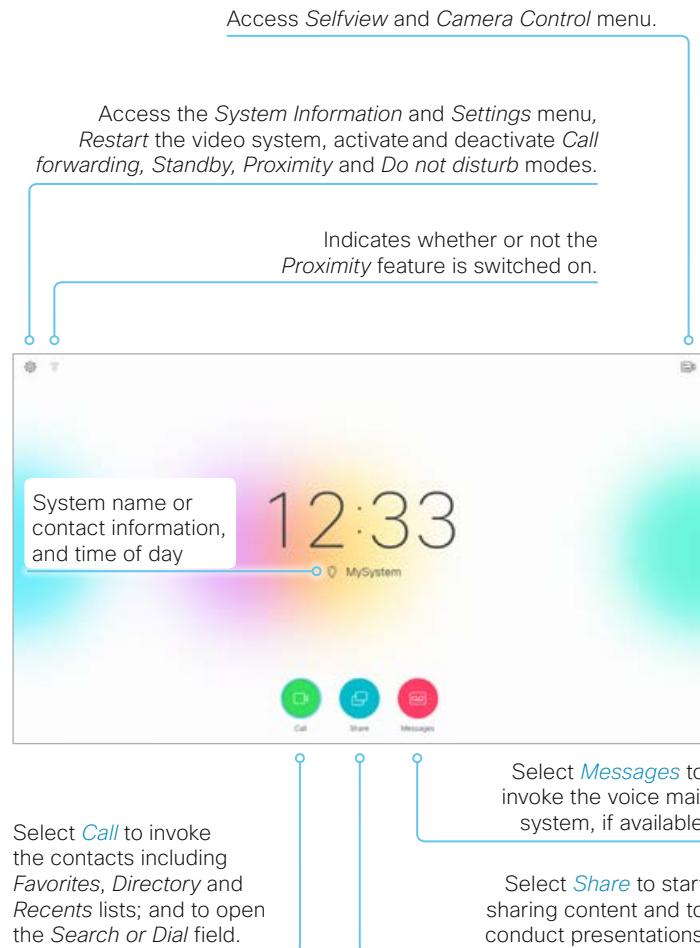 Access Selfview and Camera Control menu.
Access the System Information and Settings menu,
Restart the video system, activate and deactivate Call
forwarding, Standby, Proximity and Do not disturb modes.
Indicates whether or not the
Proximity feature is switched on.
System name or
contact information,
and time of day
12:33
MySystem
Call
Share
Messages
Select Messages to
invoke the voice mai
system, if available
Select Call to invoke
the contacts including
Favorites, Directory and
Recents lists; and to open
the Search or Dial field.
Select Share to start
sharing content and to
conduct presentations